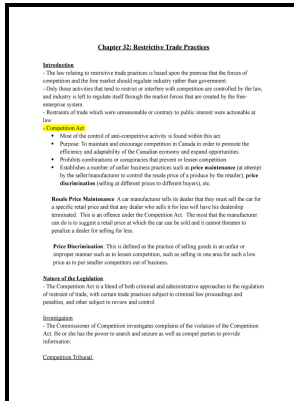 Chapter 32: Restrictive Trade Practices
Introduction
- The law relating to restrictive trade practices is based upon the premise that the forces of
competition and the free market should regulate industry rather than government.
- Only those activities that tend to restrict or interfere with competition are controlled by the law,
and industry is left to regulate itself through the market forces that are created by the free-
enterprise system.
- Restraints of trade which were unreasonable or contrary to public interest were actionable at
law.
- Competition Act:
• Most of the control of anti-competitive activity is found within this act.
• Purpose: To maintain and encourage competition in Canada in order to promote the
efficiency and adaptability of the Canadian economy and expand opportunities.
• Prohibits combinations or conspiracies that prevent or lessen competition
• Establishes a number of unfair business practices such as price maintenance (at attempt
by the seller/manufacturer to control the resale price of a produce by the retailer), price
discrimination (selling at different prices to different buyers), etc.
Resale Price Maintenance: A car manufacturer tells its dealer that they must sell the car for
a specific retail price and that any dealer who sells it for less will have his dealership
terminated. This is an offence under the Competition Act. The most that the manufacturer
can do is to suggest a retail price at which the car can be sold and it cannot threaten to
penalize a dealer for selling for less.
Price Discrimination: This is defined as the practice of selling goods in an unfair or
improper manner such as to lessen competition, such as selling in one area for such a low
price as to put smaller competitors out of business.
Nature of the Legislation
- The Competition Act is a blend of both criminal and administrative approaches to the regulation
of restraint of trade, with certain trade practices subject to criminal law proceedings and
penalties, and other subject to review and control.
Investigation
- The Commissioner of Competition investigates complains of the violation of the Competition
Act. He or she has the power to search and seizure as well as compel parties to provide
information.
Competition Tribunal